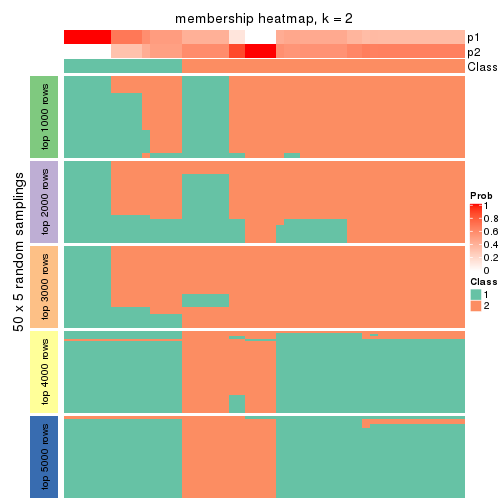 membership heatmap, k = 2
p1
p2
Class
50 x 5 random samplings
top 1000 rows
top 2000 rows
top 3000 rows
top 4000 rows
top 5000 rows
Prob
1
0.8
0.6
0.4
0.2
0
Class
1
2